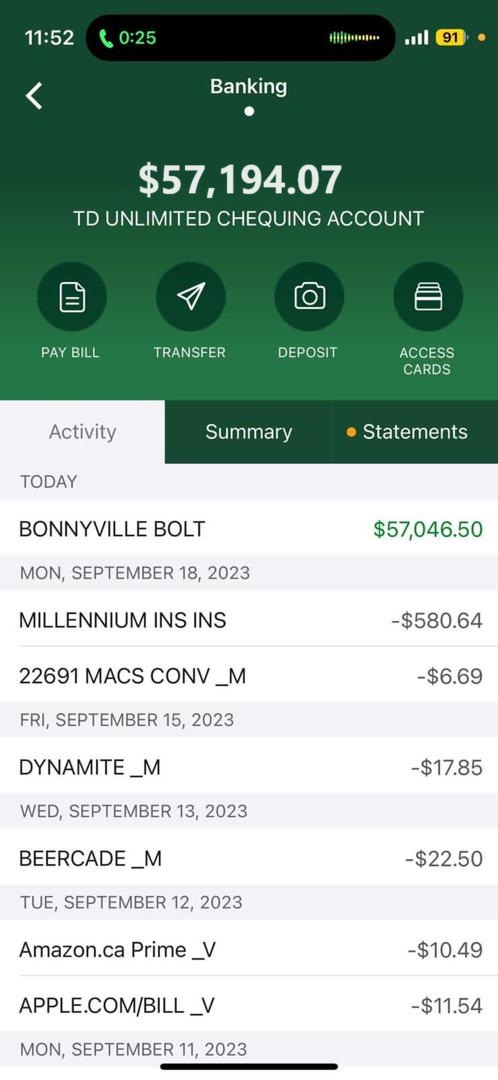 11:52
0:25
91
Banking
$57,194.07
TD UNLIMITED CHEQUING ACCOUNT
PAY BILL
TRANSFER
DEPOSIT
ACCESS
CARDS
Activity
Summary
Statements
TODAY
BONNYVILLE BOLT $57,046.50
MON, SEPTEMBER 18, 2023
MILLENNIUM INS INS -$580.64
22691 MACS CONV _M -$6.69
FRI, SEPTEMBER 15, 2023
DYNAMITE _M -$17.85
WED, SEPTEMBER 13, 2023
BEERCADE _M -$22.50
TUE, SEPTEMBER 12, 2023
Amazon.ca Prime _V -$10.49
APPLE.COM/BILL _V -$11.54
MON, SEPTEMBER 11, 2023